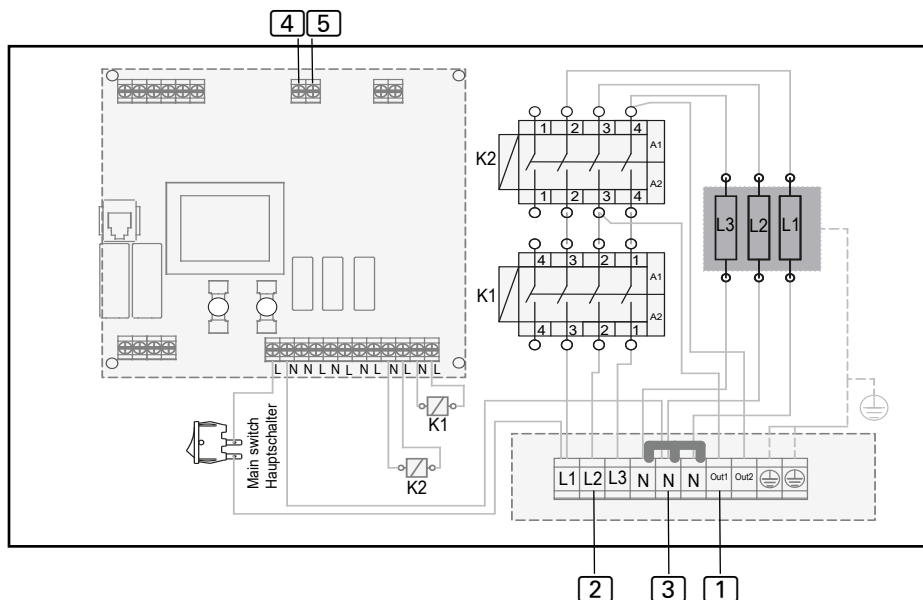 4 5
1 2 3 4
A1
K2
A2
1 2 3 4
L3 L2 L1
4 3 2 1
A1
K1
A2
4 3 2 1
L N N L N L N L N L N L
K1
Main switch
Hauptschalter
K2
L1 L2 L3 N N N Out1 Out2
2 3 1